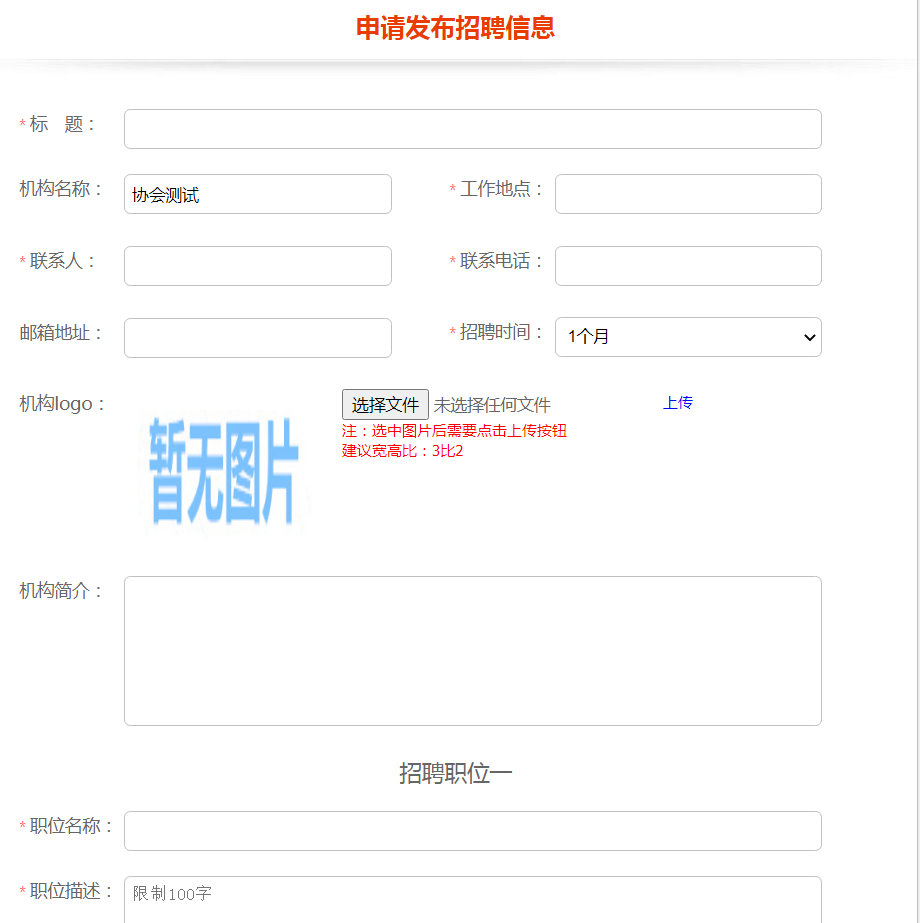 申请发布招聘信息
* 标 题：
机构名称： 协会测试 * 工作地点：
* 联系人： * 联系电话：
邮箱地址： * 招聘时间： 1个月
机构logo： 暂无图片 选择文件 未选择任何文件 上传
注：选中图片后需要点击上传按钮
建议宽高比：3比2
机构简介：
招聘职位一
* 职位名称：
* 职位描述： 限制100字